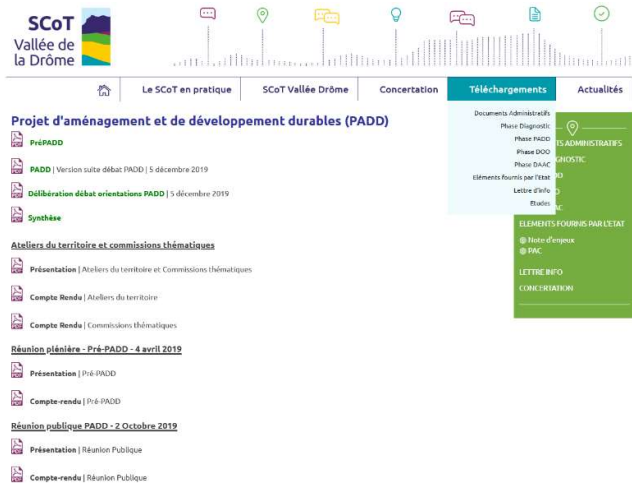 SCoT
Vallée de
la Drôme
Le SCoT en pratique
SCoT Vallée Drôme
Concertation
Téléchargements
Actualités
Projet d'aménagement et de développement durables (PADD)
PréPADD
PADD | Version suite débat PADD | 5 décembre 2019
Délibération débat orientations PADD | 5 décembre 2019
Synthèse
Ateliers du territoire et commissions thématiques
Présentation | Ateliers du territoire et Commissions thématiques
Compte Rendu | Ateliers du territoire
Compte Rendu | Commissions thématiques
Réunion plénière - Pré-PADD - 4 avril 2019
Présentation | Pré-PADD
Compte-rendu | Pré-PADD
Réunion publique PADD - 2 Octobre 2019
Présentation | Réunion Publique
Compte-rendu | Réunion Publique
Documents Administratifs
Phase Diagnostic
Phase PADD
Phase DOO
Phase DAAC
Eléments fournis par l'Etat
Lettre d'info
Etudes
TS ADMINISTRATIFS
GNOSTIC
ELEMENTS FOURNIS PAR L'ETAT
Note d'enjeux
PAC
LETTRE INFO
CONCERTATION